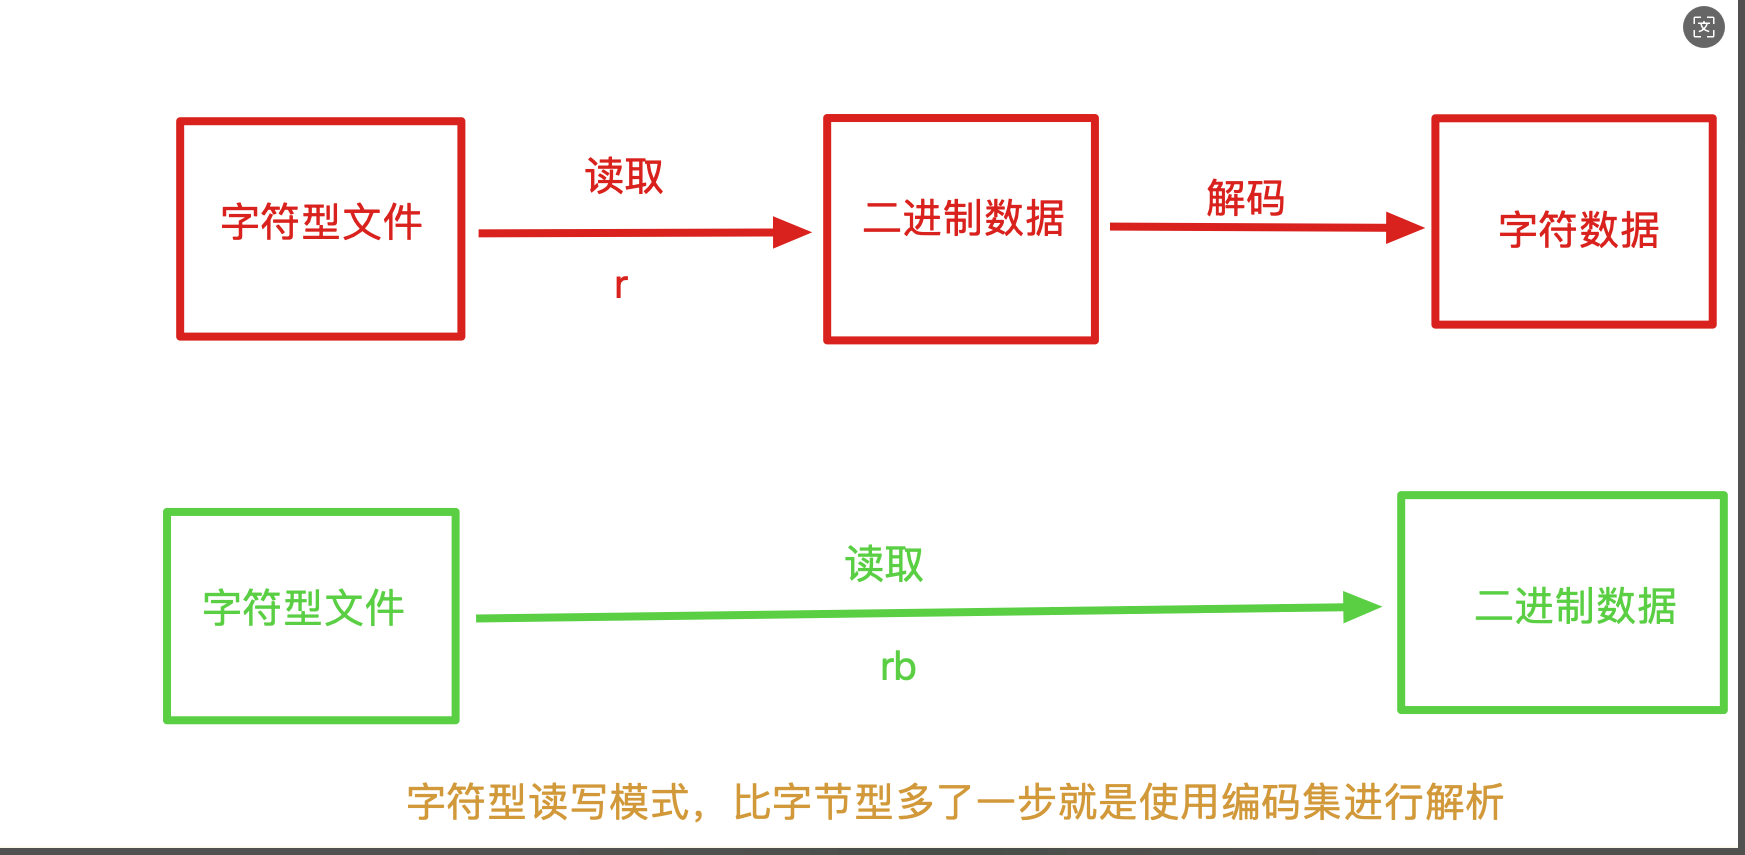 读取
字符型文件
二进制数据
解码
字符数据
r
读取
字符型文件
二进制数据
rb
字符型读写模式，比字节型多了一步就是使用编码集进行解析